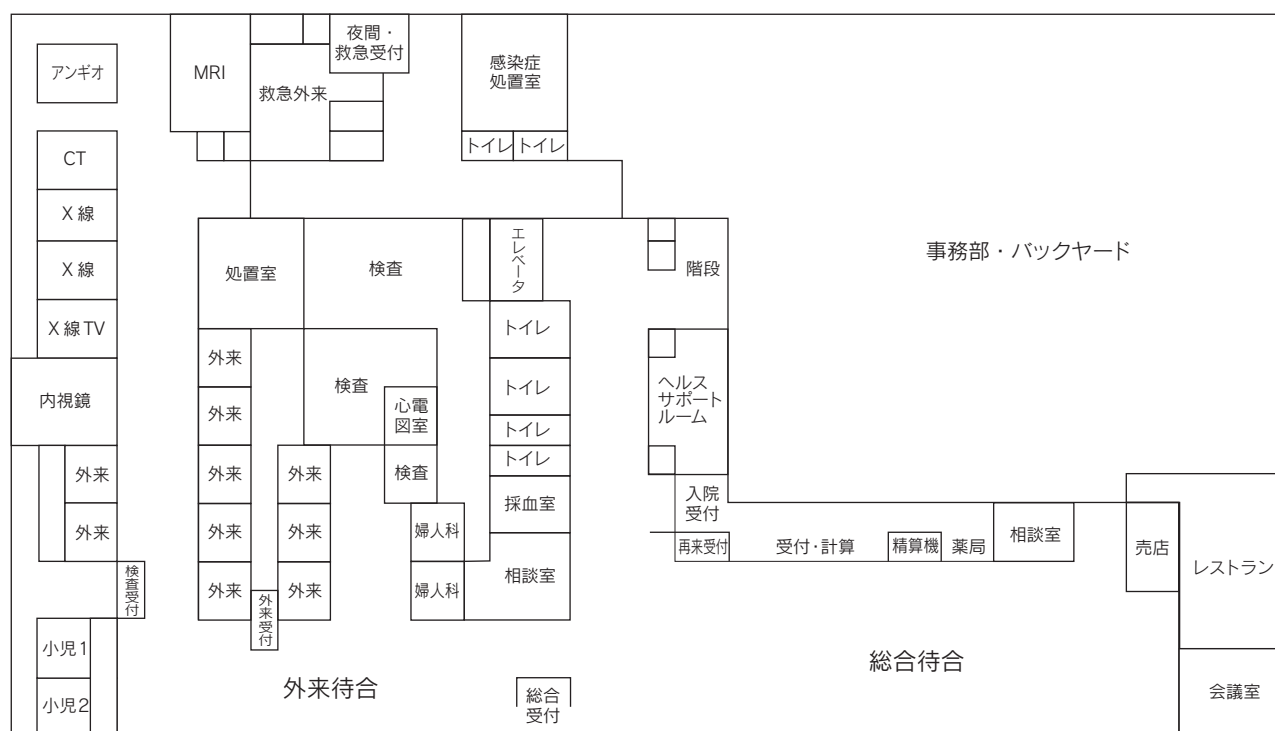 アンギオ
MRI
夜間・
救急受付
救急外来
感染症
処置室
トイレ
トイレ
CT
X線
X線
X線TV
内視鏡
外来
外来
検査受付
小児1
小児2
処置室
検査
エレベータ
階段
事務部・バックヤード
外来
外来
外来
外来
外来
検査
心電
図室
検査
外来
外来
外来
外来受付
婦人科
婦人科
トイレ
トイレ
トイレ
トイレ
採血室
相談室
ヘルス
サポート
ルーム
入院
受付
再来受付
受付・計算
精算機
薬局
相談室
売店
レストラン
会議室
外来待合
総合
受付
総合待合